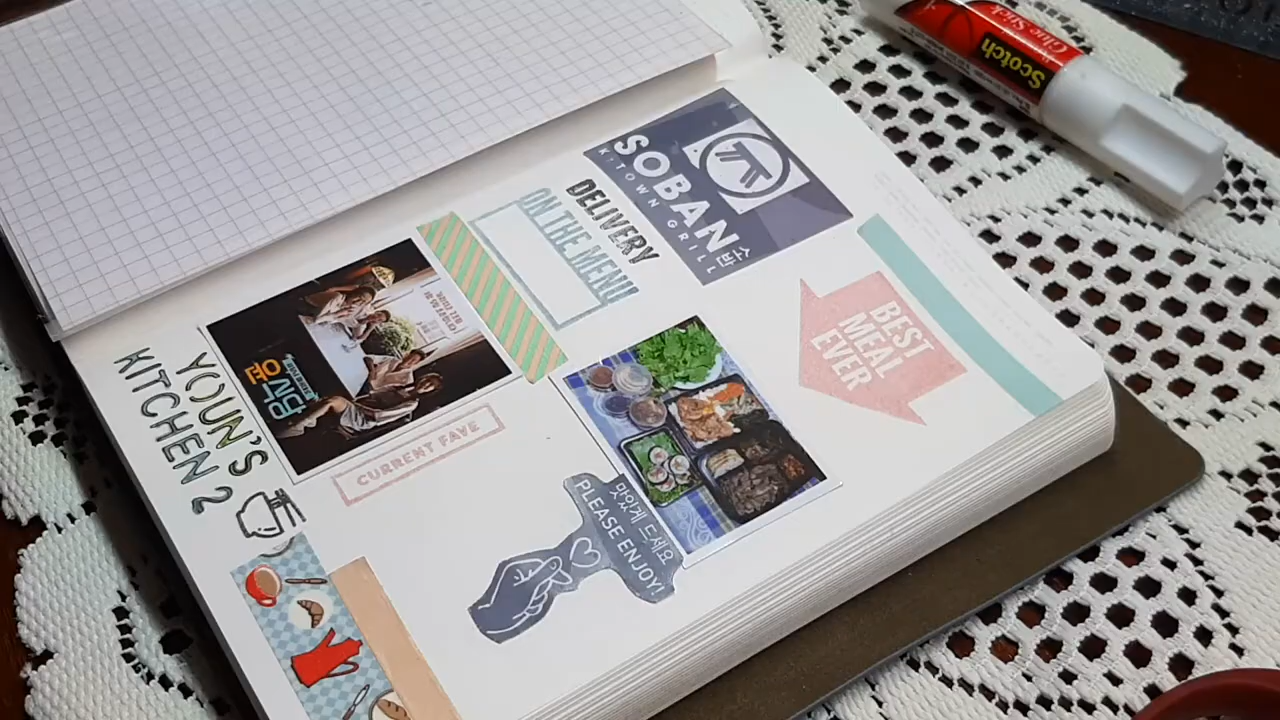 Scotch
Glue Stick
SOBAN
K-TOWN GRILL
소반
DELIVERY
ON THE MENU
BEST
MEAL
EVER
YOUN'S
KITCHEN 2
CURRENT FAVE
맛있게 드세요
PLEASE ENJOY!